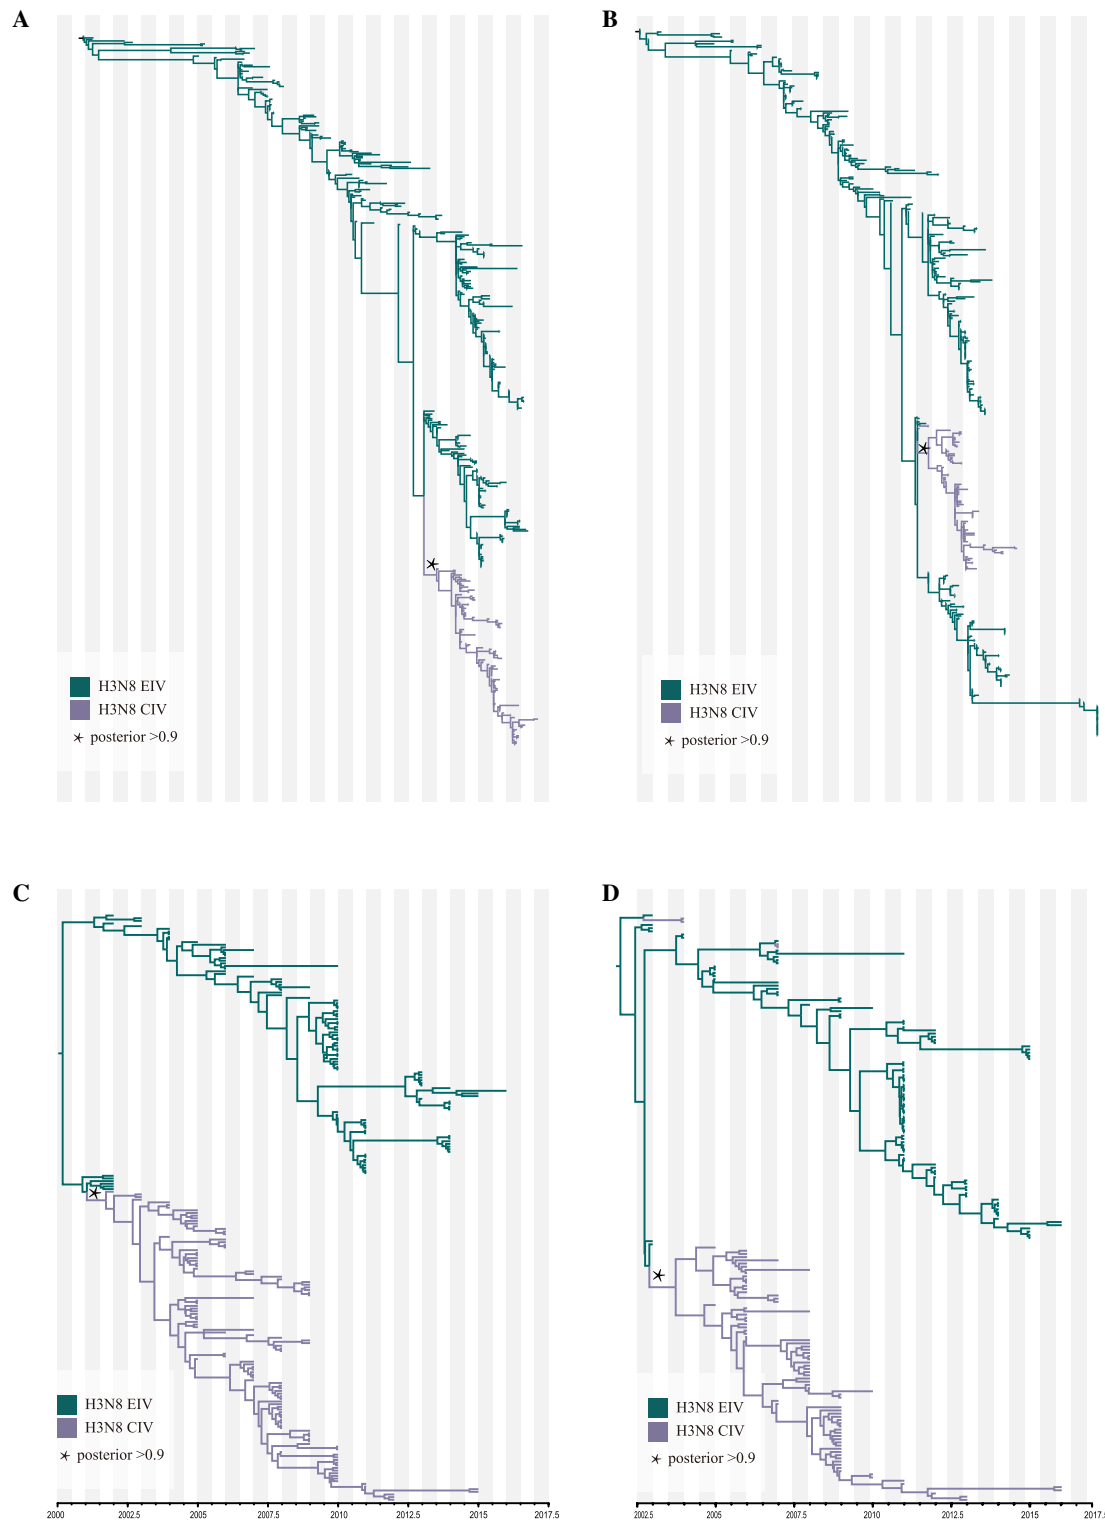 A
B
H3N8 EIV
H3N8 CIV
posterior >0.9
H3N8 EIV
H3N8 CIV
posterior >0.9
C
D
H3N8 EIV
H3N8 CIV
posterior >0.9
H3N8 EIV
H3N8 CIV
posterior >0.9
2000 2002.5 2005 2007.5 2010 2012.5 2015 2017.5
2002.5 2005 2007.5 2010 2012.5 2015 2017.5